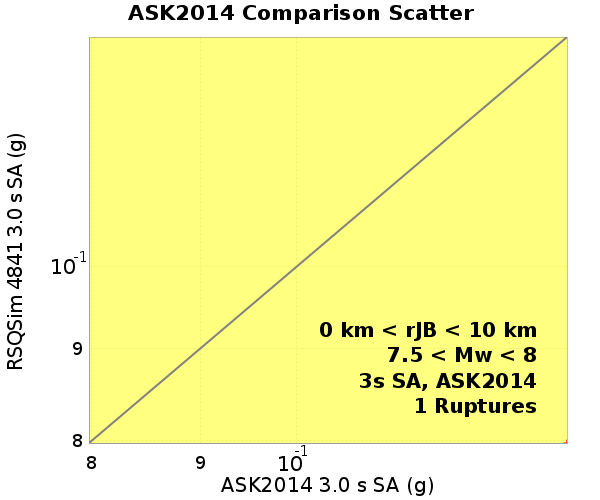 ASK2014 Comparison Scatter
RSQSim 4841 3.0 s SA (g)
10-1
9
8
0 km < rJB < 10 km
7.5 < Mw < 8
3s SA, ASK2014
1 Ruptures
8 9 10-1
ASK2014 3.0 s SA (g)